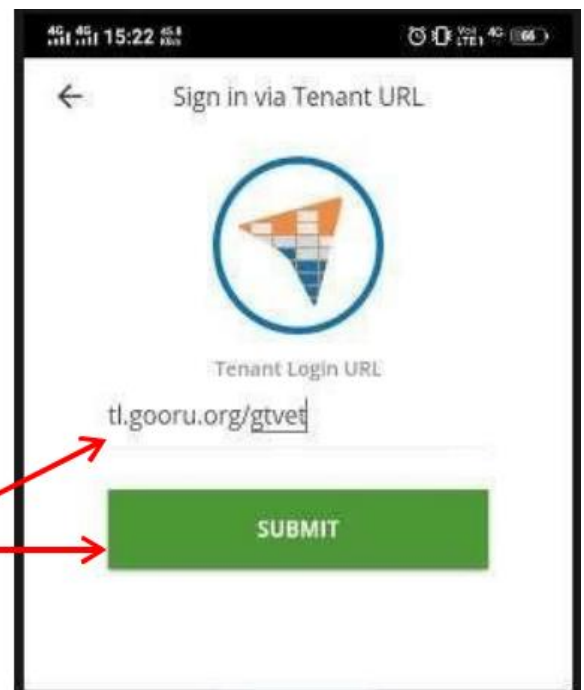 15:22
Sign in via Tenant URL
Tenant Login URL
tl.gooru.org/gtvet
SUBMIT